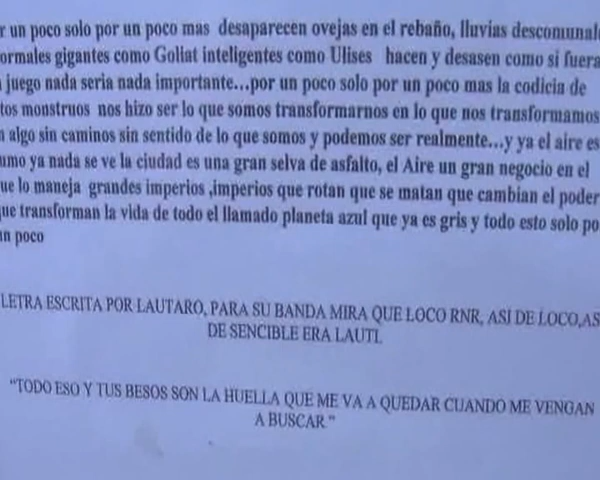 r un poco solo por un poco mas desaparecen ovejas en el rebaño, lluvias descomunale
ormales gigantes como Goliat inteligentes como Ulises hacen y desasen como si fuera
juego nada seria nada importante...por un poco solo por un poco mas la codicia de
tos monstruos nos hizo ser lo que somos transformarnos en lo que nos transformamos
algo sin caminos sin sentido de lo que somos y podemos ser realmente...y ya el aire es
umo ya nada se ve la ciudad es una gran selva de asfalto, el Aire un gran negocio en el
ue lo maneja grandes imperios ,imperios que rotan que se matan que cambian el poder
que transforman la vida de todo el llamado planeta azul que ya es gris y todo esto solo po
un poco
LETRA ESCRITA POR LAUTARO, PARA SU BANDA MIRA QUE LOCO RNR, ASI DE LOCO,AS
DE SENCIBLE ERA LAUTI.
"TODO ESO Y TUS BESOS SON LA HUELLA QUE ME VA A QUEDAR CUANDO ME VENGAN
A BUSCAR"